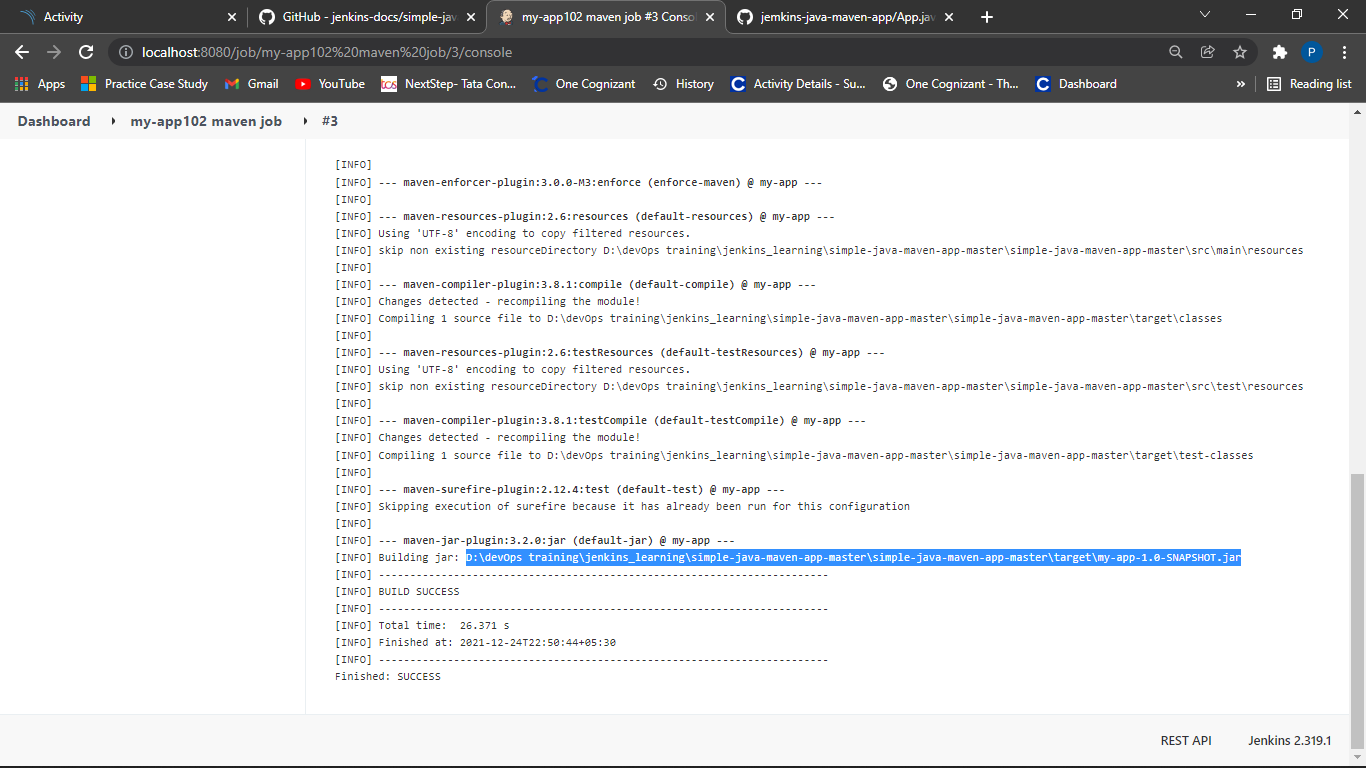 Activity
GitHub - jenkins-docs/simple-jav
my-app102 maven job #3 Conso
jemkins-java-maven-app/App.jav
localhost:8080/job/my-app102%20maven%20job/3/console
P
Apps
Practice Case Study
Gmail
YouTube
tcs
NextStep- Tata Con...
One Cognizant
History
Activity Details - Su...
One Cognizant - Th...
Dashboard
»
Reading list
Dashboard
my-app102 maven job
#3
[INFO]
[INFO] --- maven-enforcer-plugin:3.0.0-M3:enforce (enforce-maven) @ my-app ---
[INFO]
[INFO] --- maven-resources-plugin:2.6:resources (default-resources) @ my-app ---
[INFO] Using 'UTF-8' encoding to copy filtered resources.
[INFO] skip non existing resourceDirectory D:\devOps training\jenkins_learning\simple-java-maven-app-master\simple-java-maven-app-master\src\main\resources
[INFO]
[INFO] --- maven-compiler-plugin:3.8.1:compile (default-compile) @ my-app ---
[INFO] Changes detected - recompiling the module!
[INFO] Compiling 1 source file to D:\devOps training\jenkins_learning\simple-java-maven-app-master\simple-java-maven-app-master\target\classes
[INFO]
[INFO] --- maven-resources-plugin:2.6:testResources (default-testResources) @ my-app ---
[INFO] Using 'UTF-8' encoding to copy filtered resources.
[INFO] skip non existing resourceDirectory D:\devOps training\jenkins_learning\simple-java-maven-app-master\simple-java-maven-app-master\src\test\resources
[INFO]
[INFO] --- maven-compiler-plugin:3.8.1:testCompile (default-testCompile) @ my-app ---
[INFO] Changes detected - recompiling the module!
[INFO] Compiling 1 source file to D:\devOps training\jenkins_learning\simple-java-maven-app-master\simple-java-maven-app-master\target\test-classes
[INFO]
[INFO] --- maven-surefire-plugin:2.12.4:test (default-test) @ my-app ---
[INFO] Skipping execution of surefire because it has already been run for this configuration
[INFO]
[INFO] --- maven-jar-plugin:3.2.0:jar (default-jar) @ my-app ---
[INFO] Building jar: D:\devOps training\jenkins_learning\simple-java-maven-app-master\simple-java-maven-app-master\target\my-app-1.0-SNAPSHOT.jar
[INFO] ------------------------------------------------------------------------
[INFO] BUILD SUCCESS
[INFO] ------------------------------------------------------------------------
[INFO] Total time:  26.371 s
[INFO] Finished at: 2021-12-24T22:50:44+05:30
[INFO] ------------------------------------------------------------------------
Finished: SUCCESS
REST API
Jenkins 2.319.1